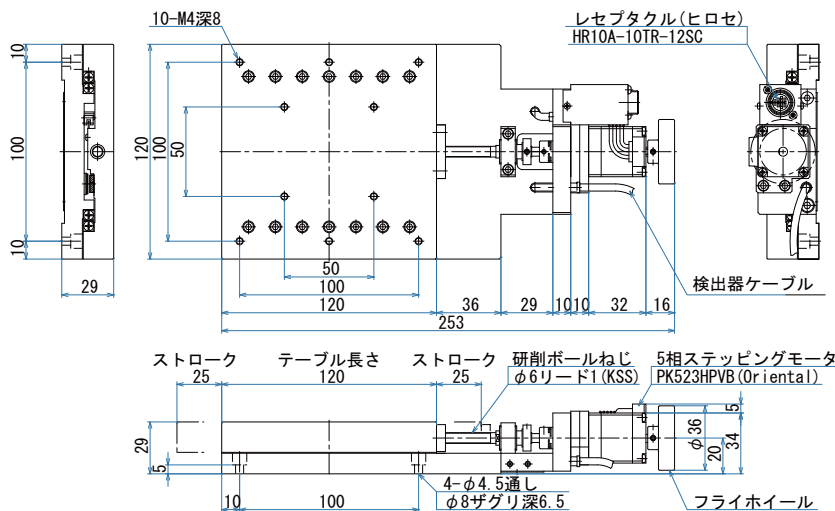 10-M4深8
レセプタクル(ヒロセ)
HR10A-10TR-12SC
10
100
10
29
120
100
50
50
100
120
36
29
10
10
32
16
253
検出器ケーブル
ストローク
テーブル長さ
ストローク
研削ボールねじ
5相ステッピングモータ
25
120
25
φ6リード1(KSS)
PK523HPVB(Oriental)
29
5
5
φ36
34
20
10
100
4-φ4.5通し
φ8ザグリ深6.5
フライホイール